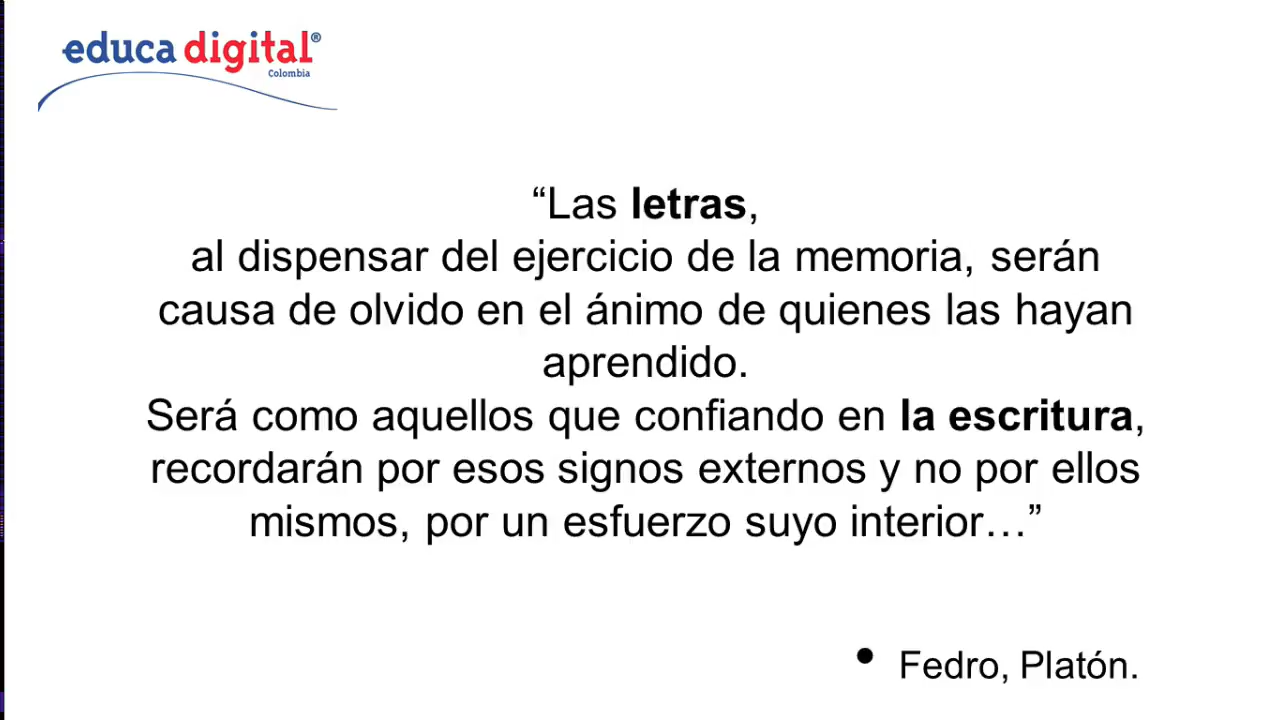 educa digital®
Colombia
“Las letras,
al dispensar del ejercicio de la memoria, serán
causa de olvido en el ánimo de quienes las hayan
aprendido.
Será como aquellos que confiando en la escritura,
recordarán por esos signos externos y no por ellos
mismos, por un esfuerzo suyo interior…”
• Fedro, Platón.